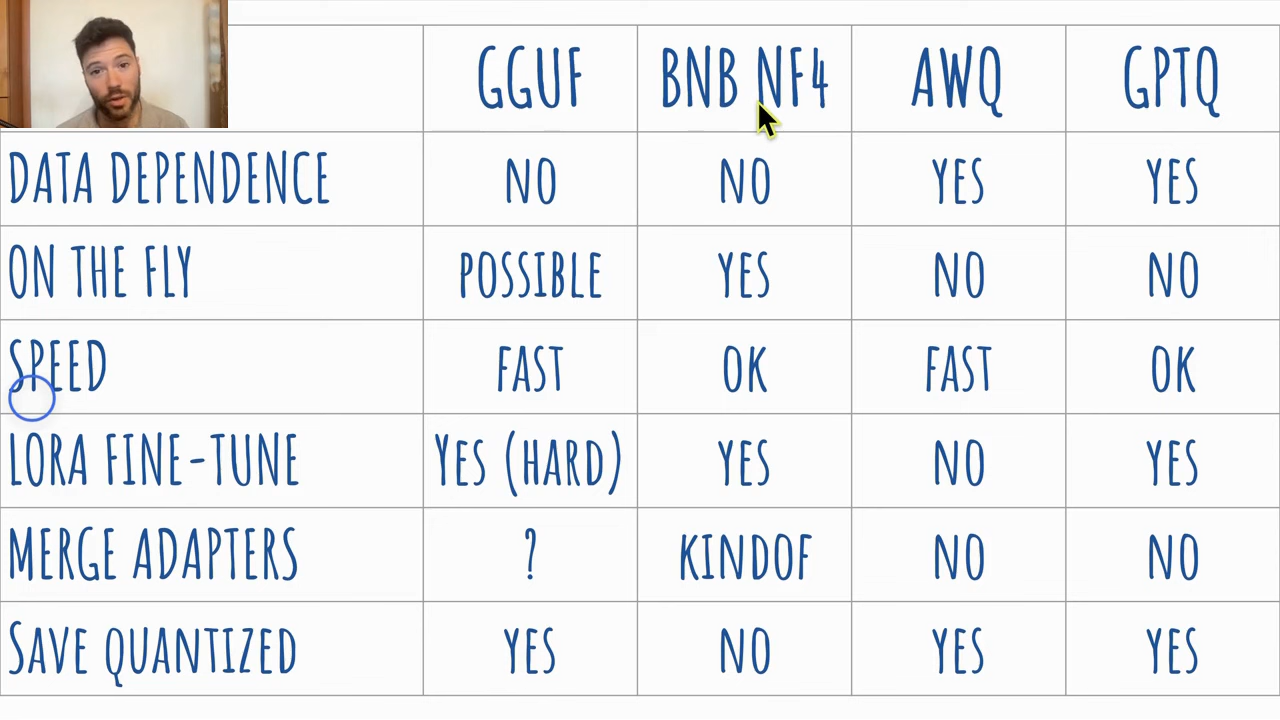 GGUF BNB NF4 AWQ GPTQ
DATA DEPENDENCE NO NO YES YES
ON THE FLY POSSIBLE YES NO NO
SPEED FAST OK FAST OK
LORA FINE-TUNE YES (HARD) YES NO YES
MERGE ADAPTERS ? KINDOF NO NO
SAVE QUANTIZED YES NO YES YES